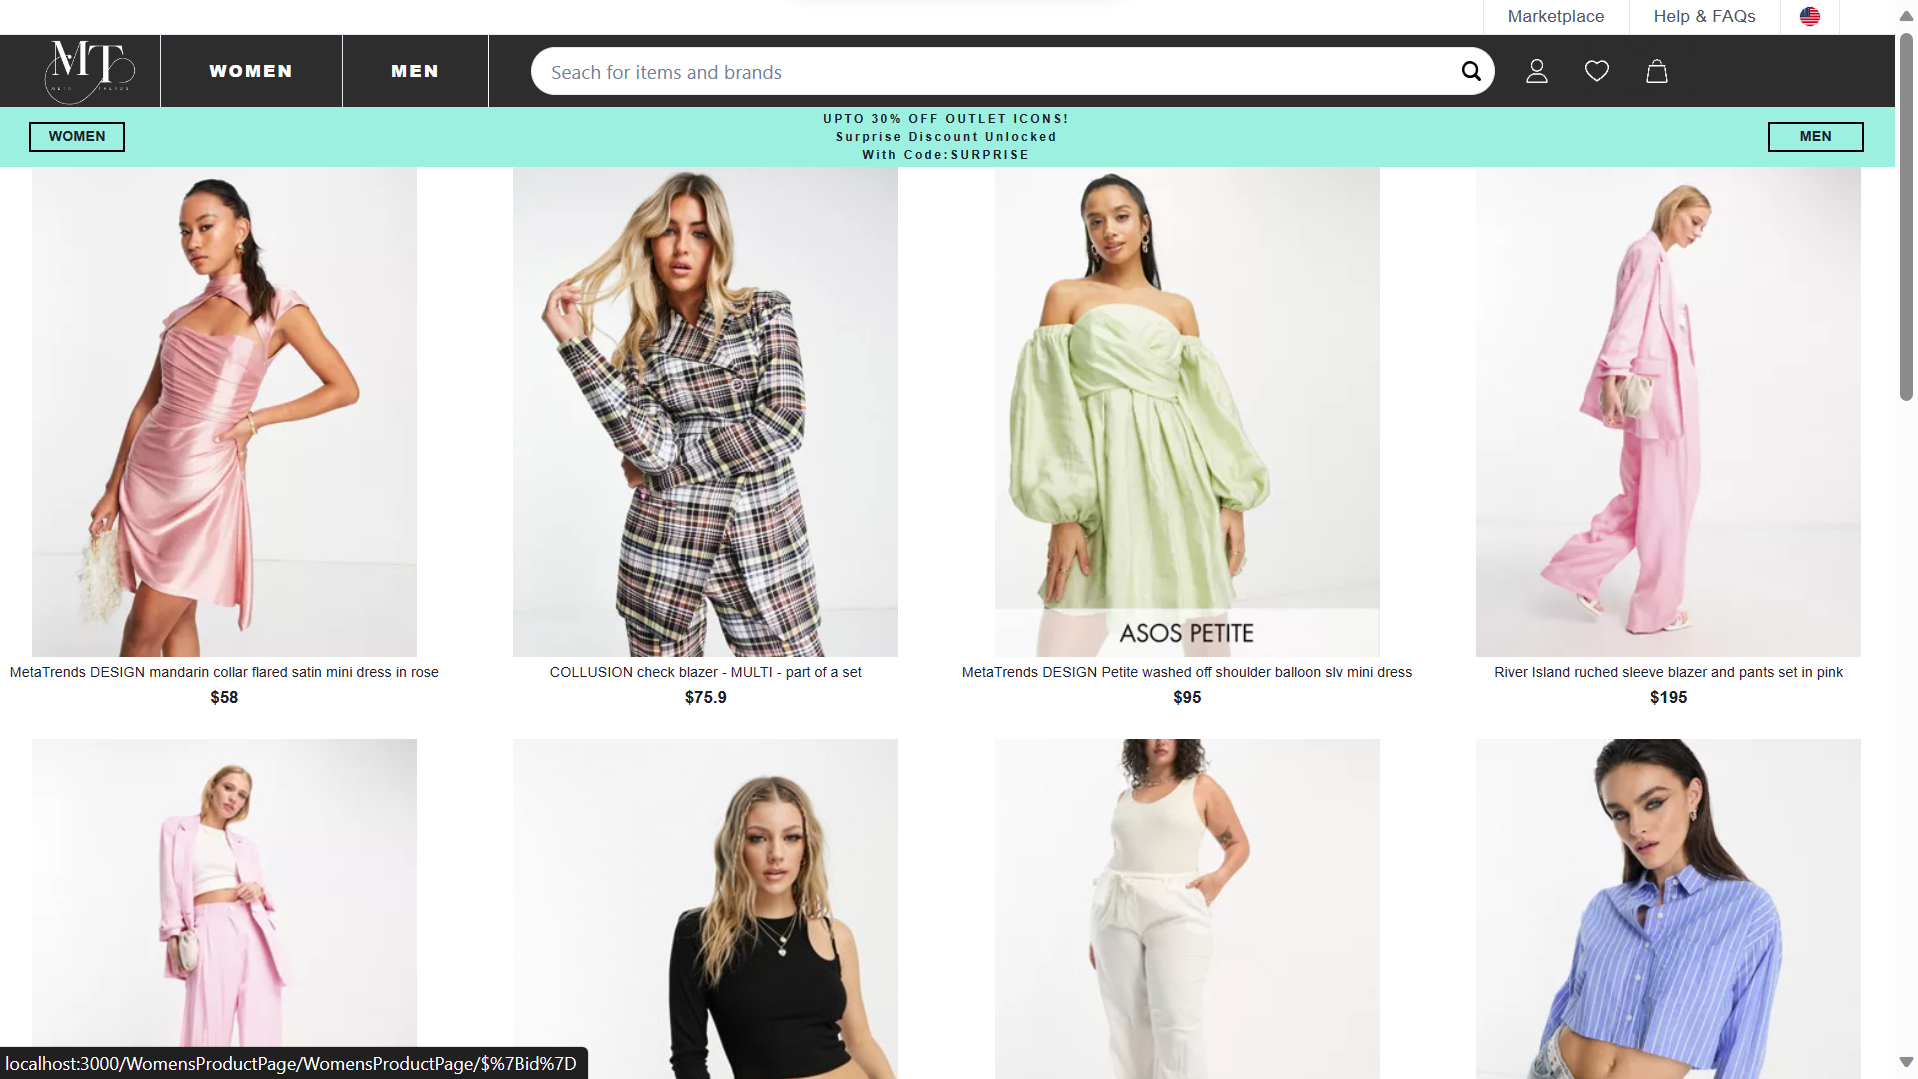 Marketplace
Help & FAQs
MT
WOMEN
MEN
Seach for items and brands
WOMEN
UPTO 30% OFF OUTLET ICONS!
Surprise Discount Unlocked
With Code:SURPRISE
MEN
ASOS PETITE
MetaTrends DESIGN mandarin collar flared satin mini dress in rose
$58
COLLUSION check blazer - MULTI - part of a set
$75.9
MetaTrends DESIGN Petite washed off shoulder balloon slv mini dress
$95
River Island ruched sleeve blazer and pants set in pink
$195
localhost:3000/WomensProductPage/WomensProductPage/$%7Bid%7D